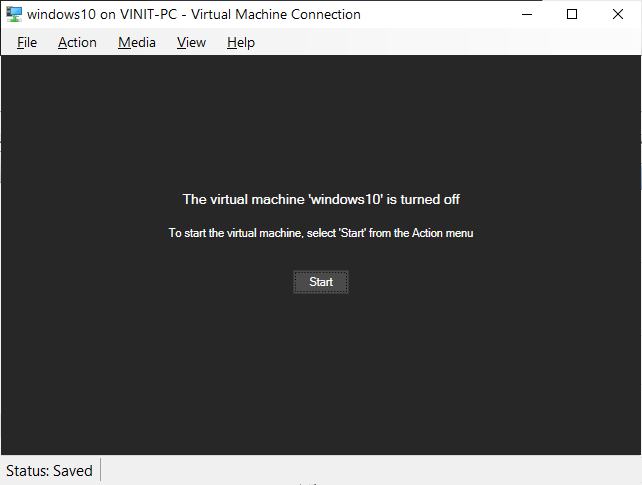 windows10 on VINIT-PC - Virtual Machine Connection
File Action Media View Help
The virtual machine 'windows10' is turned off
To start the virtual machine, select 'Start' from the Action menu
Start
Status: Saved